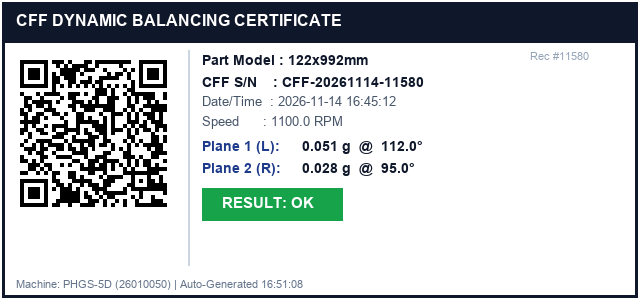 CFF DYNAMIC BALANCING CERTIFICATE
Rec #11580
Part Model : 122x992mm
CFF S/N : CFF-20261114-11580
Date/Time : 2026-11-14 16:45:12
Speed : 1100.0 RPM
Plane 1 (L): 0.051 g @ 112.0°
Plane 2 (R): 0.028 g @ 95.0°
RESULT: OK
Machine: PHGS-5D (26010050) | Auto-Generated 16:51:08